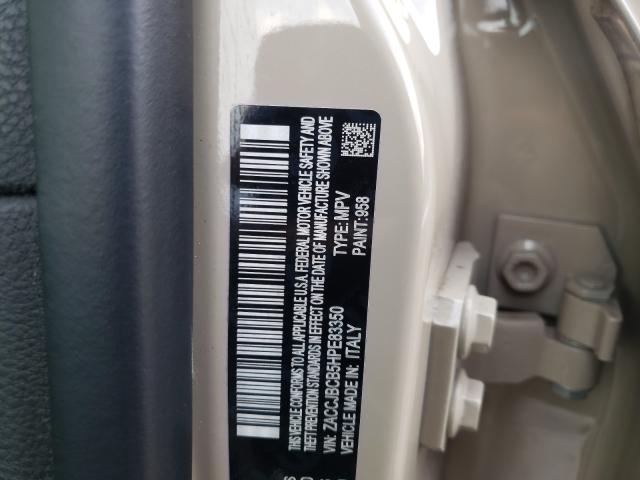 THIS VEHICLE CONFORMS TO ALL APPLICABLE U.S.A. FEDERAL MOTOR VEHICLE SAFETY AND
THEFT PREVENTION STANDARDS IN EFFECT ON THE DATE OF MANUFACTURE SHOWN ABOVE
VIN: ZACCJBCB5HPE83350 TYPE: MPV
VEHICLE MADE IN: ITALY PAINT: 958